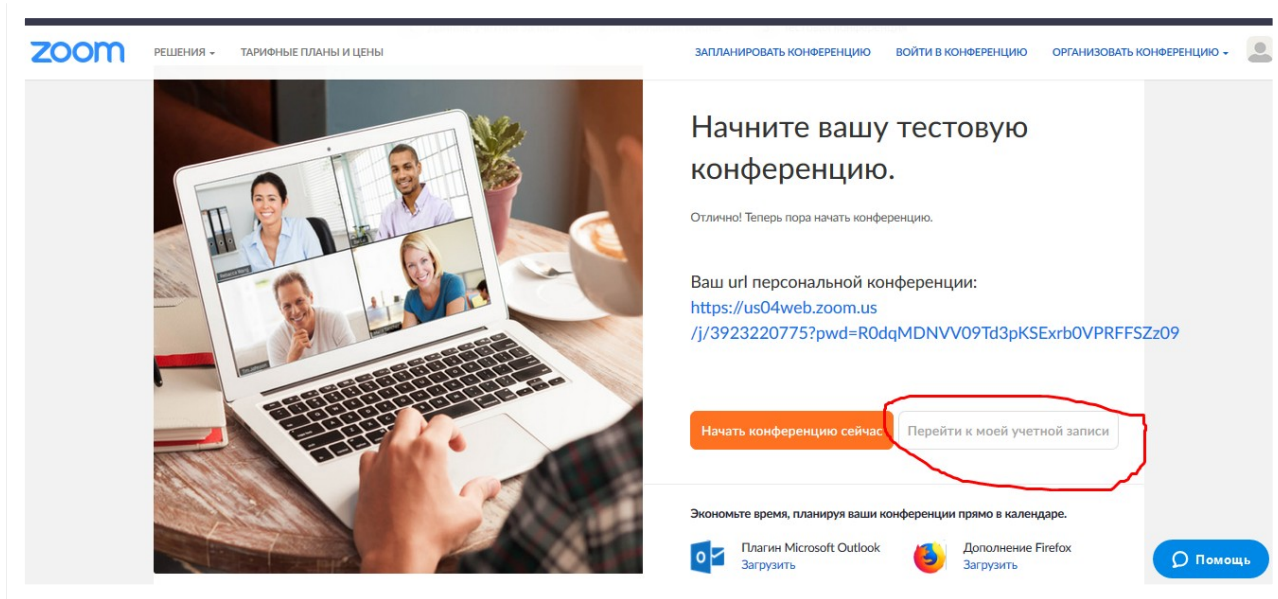 zoom
РЕШЕНИЯ
ТАРИФНЫЕ ПЛАНЫ И ЦЕНЫ
ЗАПЛАНИРОВАТЬ КОНФЕРЕНЦИЮ
ВОЙТИ В КОНФЕРЕНЦИЮ
ОРГАНИЗОВАТЬ КОНФЕРЕНЦИЮ
Начните вашу тестовую
конференцию.
Отлично! Теперь пора начать конференцию.
Ваш url персональной конференции:
https://us04web.zoom.us
/j/3923220775?pwd=R0dqMDNVV09Td3pKSExrb0VPRFFSZz09
Начать конференцию сейчас
Перейти к моей учетной записи
Экономьте время, планируя ваши конференции прямо в календаре.
Плагин Microsoft Outlook
Загрузить
Дополнение Firefox
Загрузить
Помощь